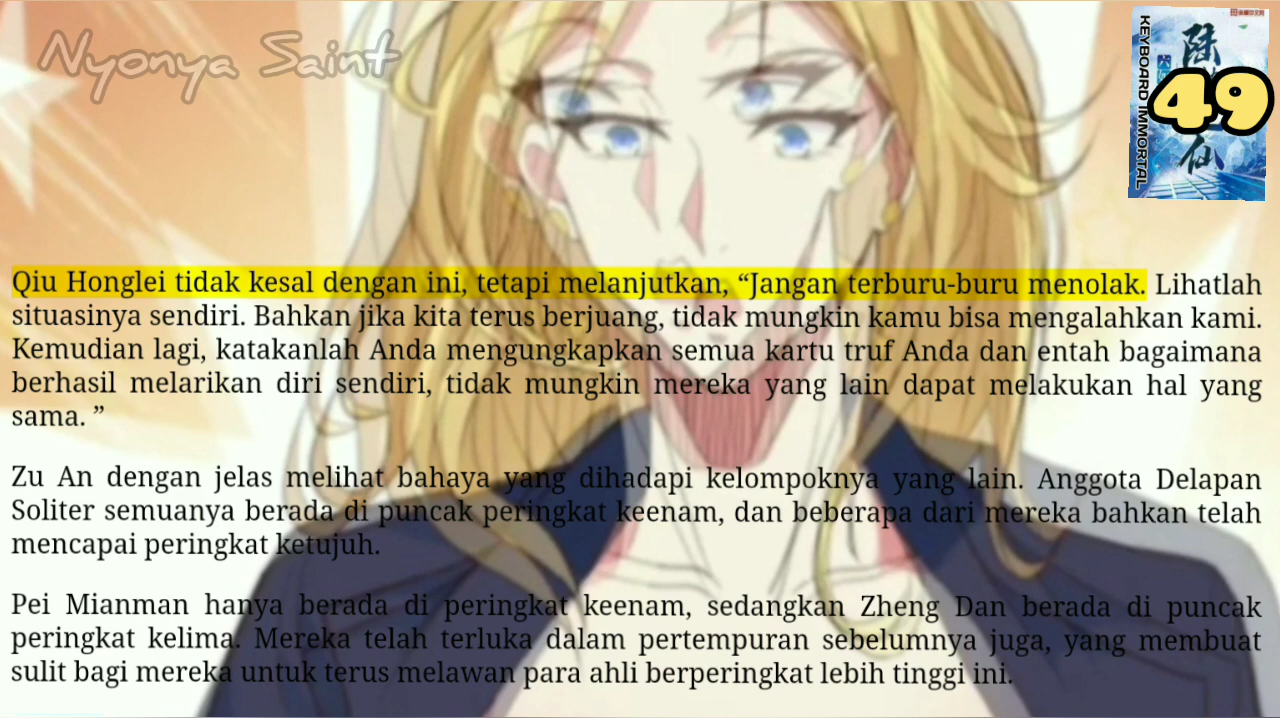 Nyonya Saint
KEYBOARD IMMORTAL
49
仙
Qiu Honglei tidak kesal dengan ini, tetapi melanjutkan, “Jangan terburu-buru menolak. Lihatlah
situasinya sendiri. Bahkan jika kita terus berjuang, tidak mungkin kamu bisa mengalahkan kami.
Kemudian lagi, katakanlah Anda mengungkapkan semua kartu truf Anda dan entah bagaimana
berhasil melarikan diri sendiri, tidak mungkin mereka yang lain dapat melakukan hal yang
sama. ”
Zu An dengan jelas melihat bahaya yang dihadapi kelompoknya yang lain. Anggota Delapan
Soliter semuanya berada di puncak peringkat keenam, dan beberapa dari mereka bahkan telah
mencapai peringkat ketujuh.
Pei Mianman hanya berada di peringkat keenam, sedangkan Zheng Dan berada di puncak
peringkat kelima. Mereka telah terluka dalam pertempuran sebelumnya juga, yang membuat
sulit bagi mereka untuk terus melawan para ahli berperingkat lebih tinggi ini.